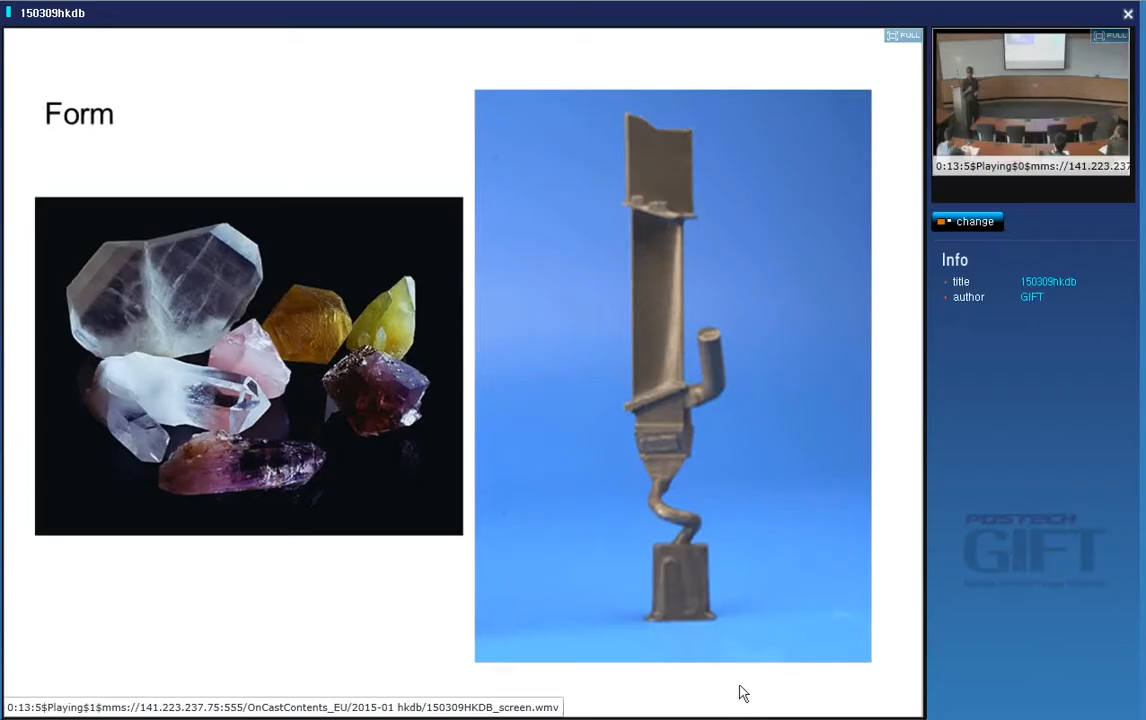 150309hkdb
FULL
Form
0:13:5$Playing$1$mms://141.223.237.75:555/OnCastContents_EU/2015-01 hkdb/150309HKDB_screen.wmv
FULL
0:13:5$Playing$0$mms://141.223.237
change
Info
title 150309hkdb
author GIFT
POSTECH
GIFT